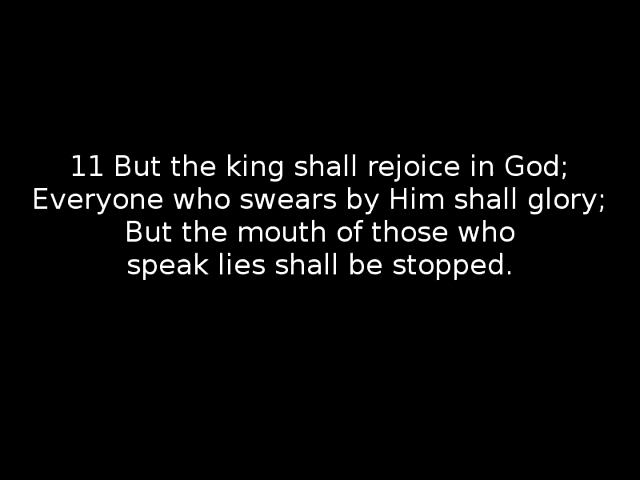 11 But the king shall rejoice in God;
Everyone who swears by Him shall glory;
But the mouth of those who
speak lies shall be stopped.